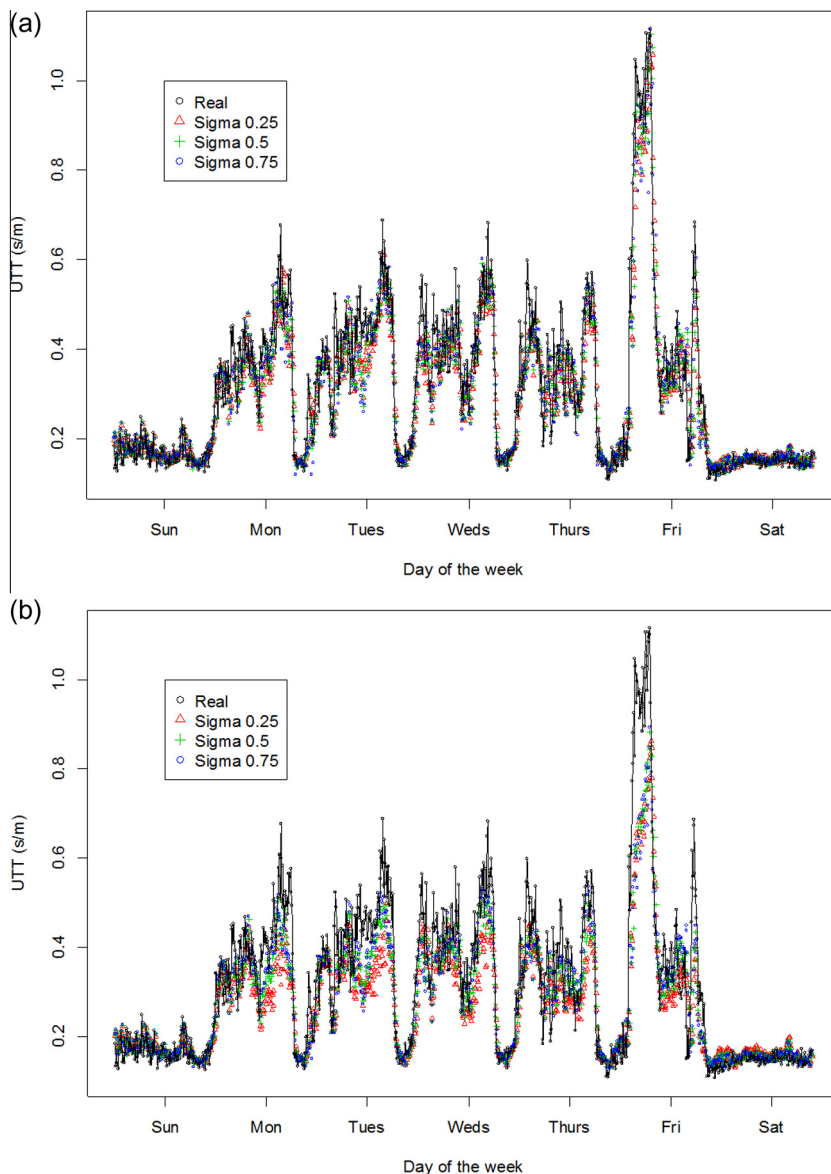 (a)
UTT (s/m)
0.2
0.4
0.6
0.8
1.0
Real
Sigma 0.25
Sigma 0.5
Sigma 0.75
Sun Mon Tues Weds Thurs Fri Sat
Day of the week
(b)
UTT (s/m)
0.2
0.4
0.6
0.8
1.0
Real
Sigma 0.25
Sigma 0.5
Sigma 0.75
Sun Mon Tues Weds Thurs Fri Sat
Day of the week